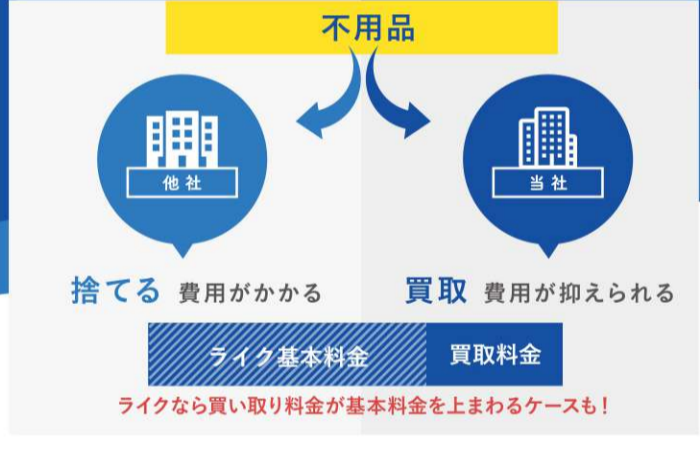 不用品
他社
当社
捨てる 費用がかかる
買取 費用が抑えられる
ライク基本料金
買取料金
ライクなら買い取り料金が基本料金を上まわるケースも！